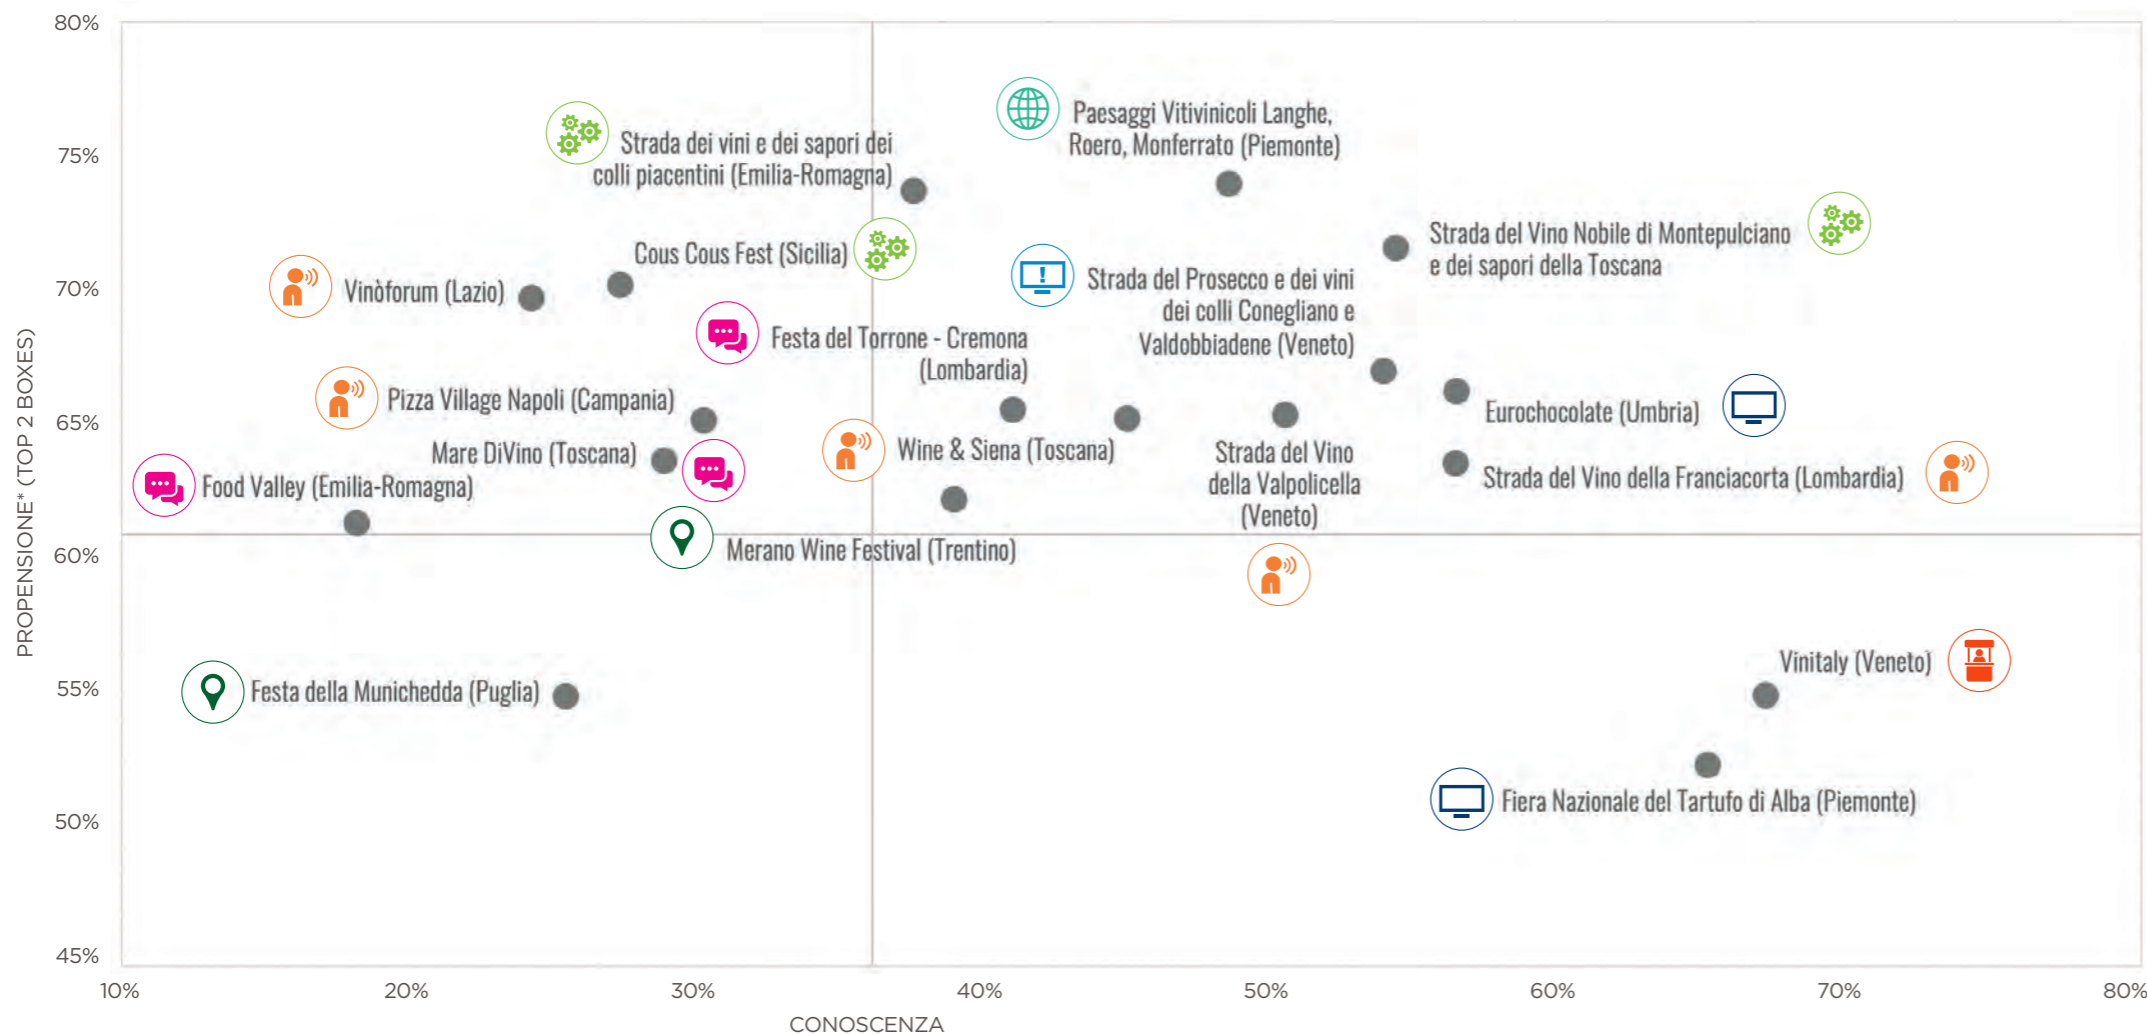 80%
75%
70%
65%
60%
55%
50%
45%
PROPENSIONE* (TOP 2 BOXES)
Paesaggi Vitivinicoli Langhe,
Roero, Monferrato (Piemonte)
Strada dei vini e dei sapori dei
colli piacentini (Emilia-Romagna)
Strada del Vino Nobile di Montepulciano
e dei sapori della Toscana
Cous Cous Fest (Sicilia)
Strada del Prosecco e dei vini
dei colli Conegliano e
Valdobbiadene (Veneto)
Vinòforum (Lazio)
Festa del Torrone - Cremona
(Lombardia)
Pizza Village Napoli (Campania)
Eurochocolate (Umbria)
Mare DiVino (Toscana)
Wine & Siena (Toscana)
Strada del Vino
della Valpolicella
(Veneto)
Strada del Vino della Franciacorta (Lombardia)
Food Valley (Emilia-Romagna)
Merano Wine Festival (Trentino)
Vinitaly (Veneto)
Festa della Munichedda (Puglia)
Fiera Nazionale del Tartufo di Alba (Piemonte)
10%
20%
30%
40%
50%
60%
70%
80%
CONOSCENZA